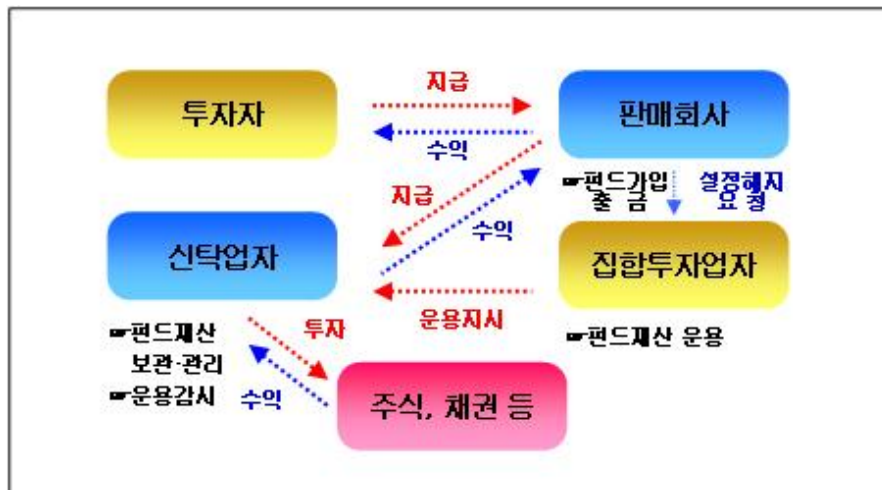 지급
투자자
판매회사
수익
☞펀드가입
출 금
설정해지
요 청
지급
수익
신탁업자
집합투자업자
운용지시
☞펀드재산
보관·관리
☞운용감시
투자
☞펀드재산 운용
수익
주식, 채권 등